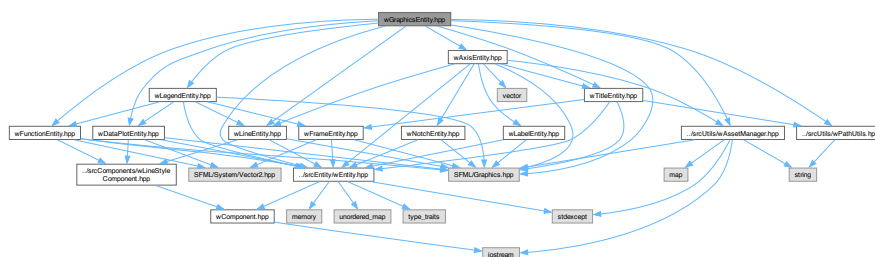 wGraphicsEntity.hpp
wAxisEntity.hpp
wLegendEntity.hpp
vector
wTitleEntity.hpp
wFunctionEntity.hpp
wDataPlotEntity.hpp
wLineEntity.hpp
wFrameEntity.hpp
wNotchEntity.hpp
wLabelEntity.hpp
../srcUtils/wAssetManager.hpp
../srcUtils/wPathUtils.hpp
../srcComponents/wLineStyle
Component.hpp
SFML/System/Vector2.hpp
../srcEntity/wEntity.hpp
SFML/Graphics.hpp
map
string
wComponent.hpp
memory
unordered_map
type_traits
stdexcept
iostream